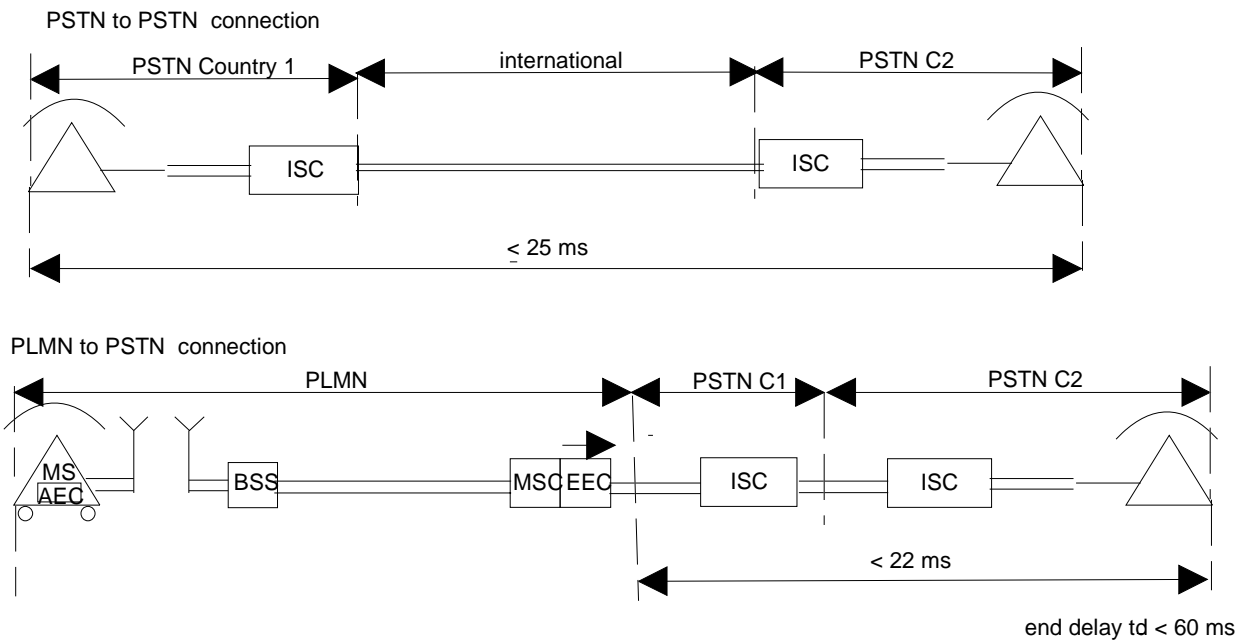 PSTN to PSTN connection
PSTN Country 1
international
PSTN C2
ISC
ISC
< 25 ms
PLMN to PSTN connection
PLMN
PSTN C1
PSTN C2
MS
AEC
BSS
MSC
EEC
ISC
ISC
< 22 ms
end delay td < 60 ms